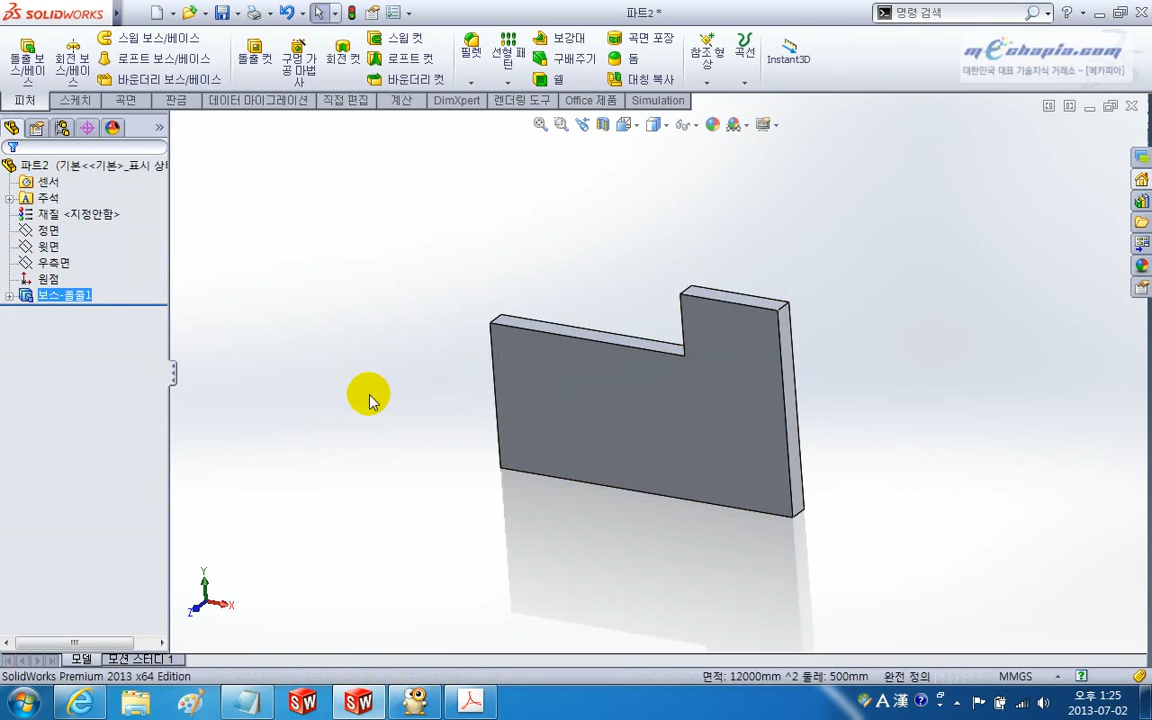 SOLIDWORKS
파트2 *
명령 검색
돌출 보스/베이스
회전 보스/베이스
스윕 보스/베이스
로프트 보스/베이스
바운더리 보스/베이스
돌출 컷
구멍 가공 마법사
회전 컷
스윕 컷
로프트 컷
바운더리 컷
필렛
선형 패턴
보강대
구배주기
쉘
곡면 포장
돔
대칭 복사
참조 형상
곡선
Instant3D
mechapia.com
대한민국 대표 기술지식 거래소 - [메카피아]
피처 스케치 곡면 판금 데이터 마이그레이션 직접 편집 계산 DimXpert 렌더링 도구 Office 제품 Simulation
파트2 (기본<<기본>_표시 상
센서
주석
재질 <지정안함>
정면
윗면
우측면
원점
보스-돌출1
Y
Z
X
모델 모션 스터디 1
SolidWorks Premium 2013 x64 Edition
면적: 12000mm ^2 둘레: 500mm 완전 정의 MMGS
A 漢
오후 1:25
2013-07-02